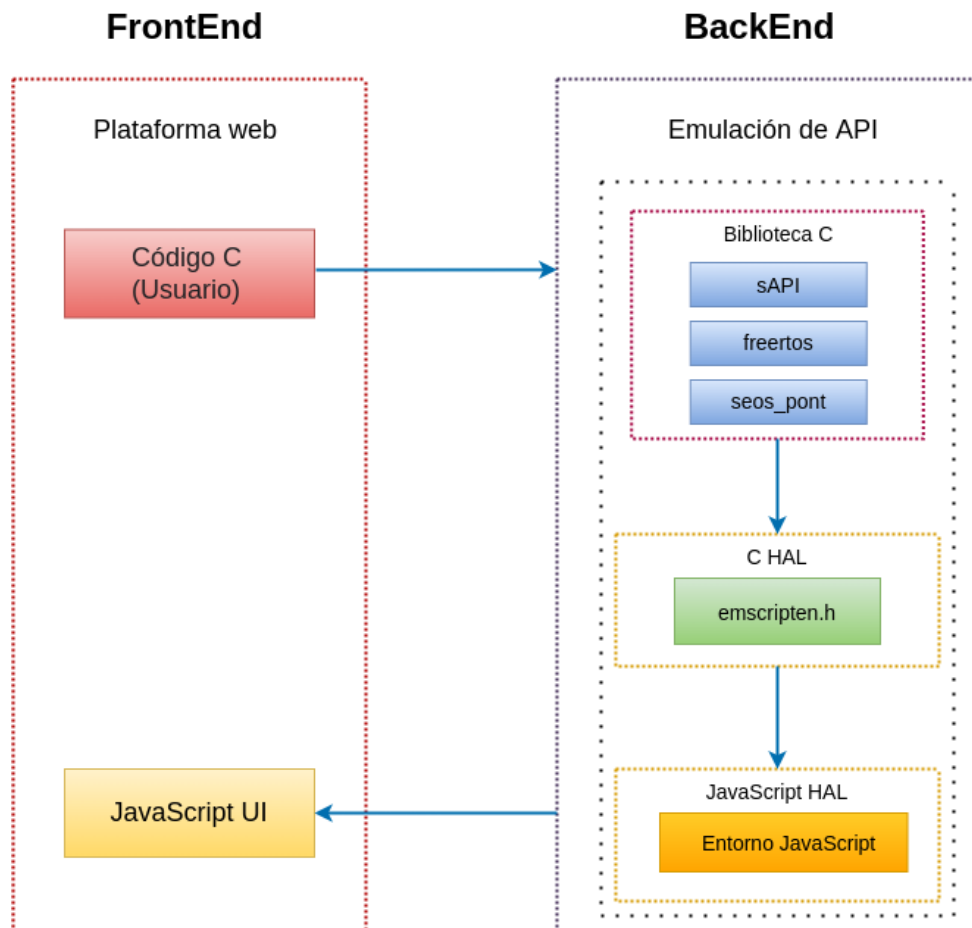 FrontEnd
BackEnd
Plataforma web
Emulación de API
Código C
(Usuario)
Biblioteca C
sAPI
freertos
seos_pont
C HAL
emscripten.h
JavaScript UI
JavaScript HAL
Entorno JavaScript